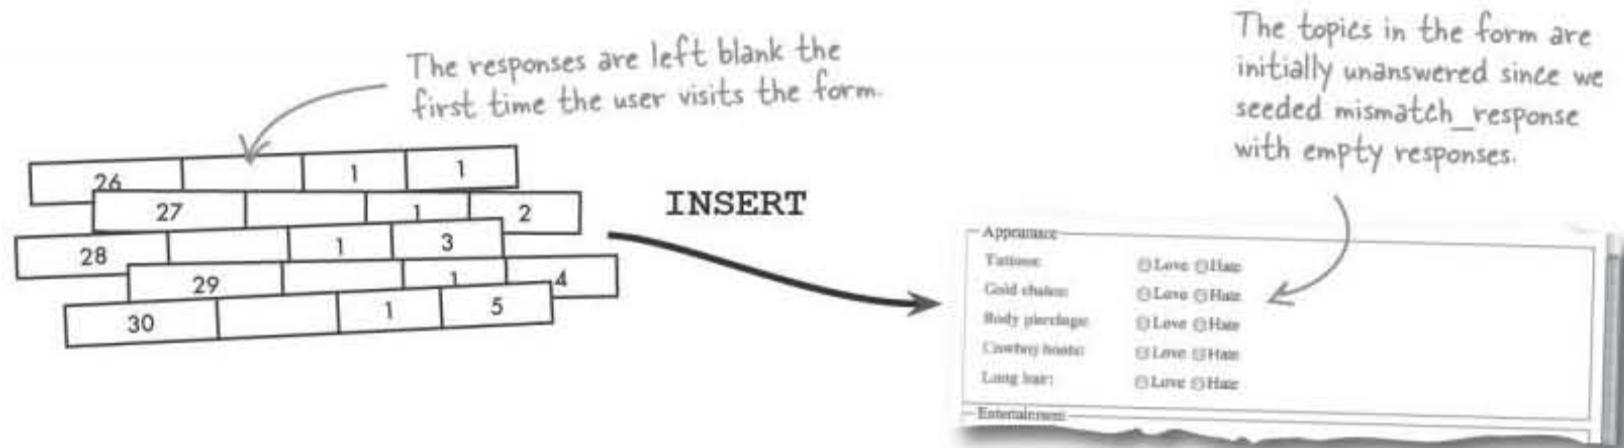 The responses are left blank the
first time the user visits the form.
The topics in the form are
initially unanswered since we
seeded mismatch_response
with empty responses.
26 1 1
27 1 2
28 1 3
29 1 4
30 1 5
INSERT
Appearance
Tattoos: Love Hate
Gold chains: Love Hate
Body piercings: Love Hate
Cowboy boots: Love Hate
Long hair: Love Hate
Entertainment